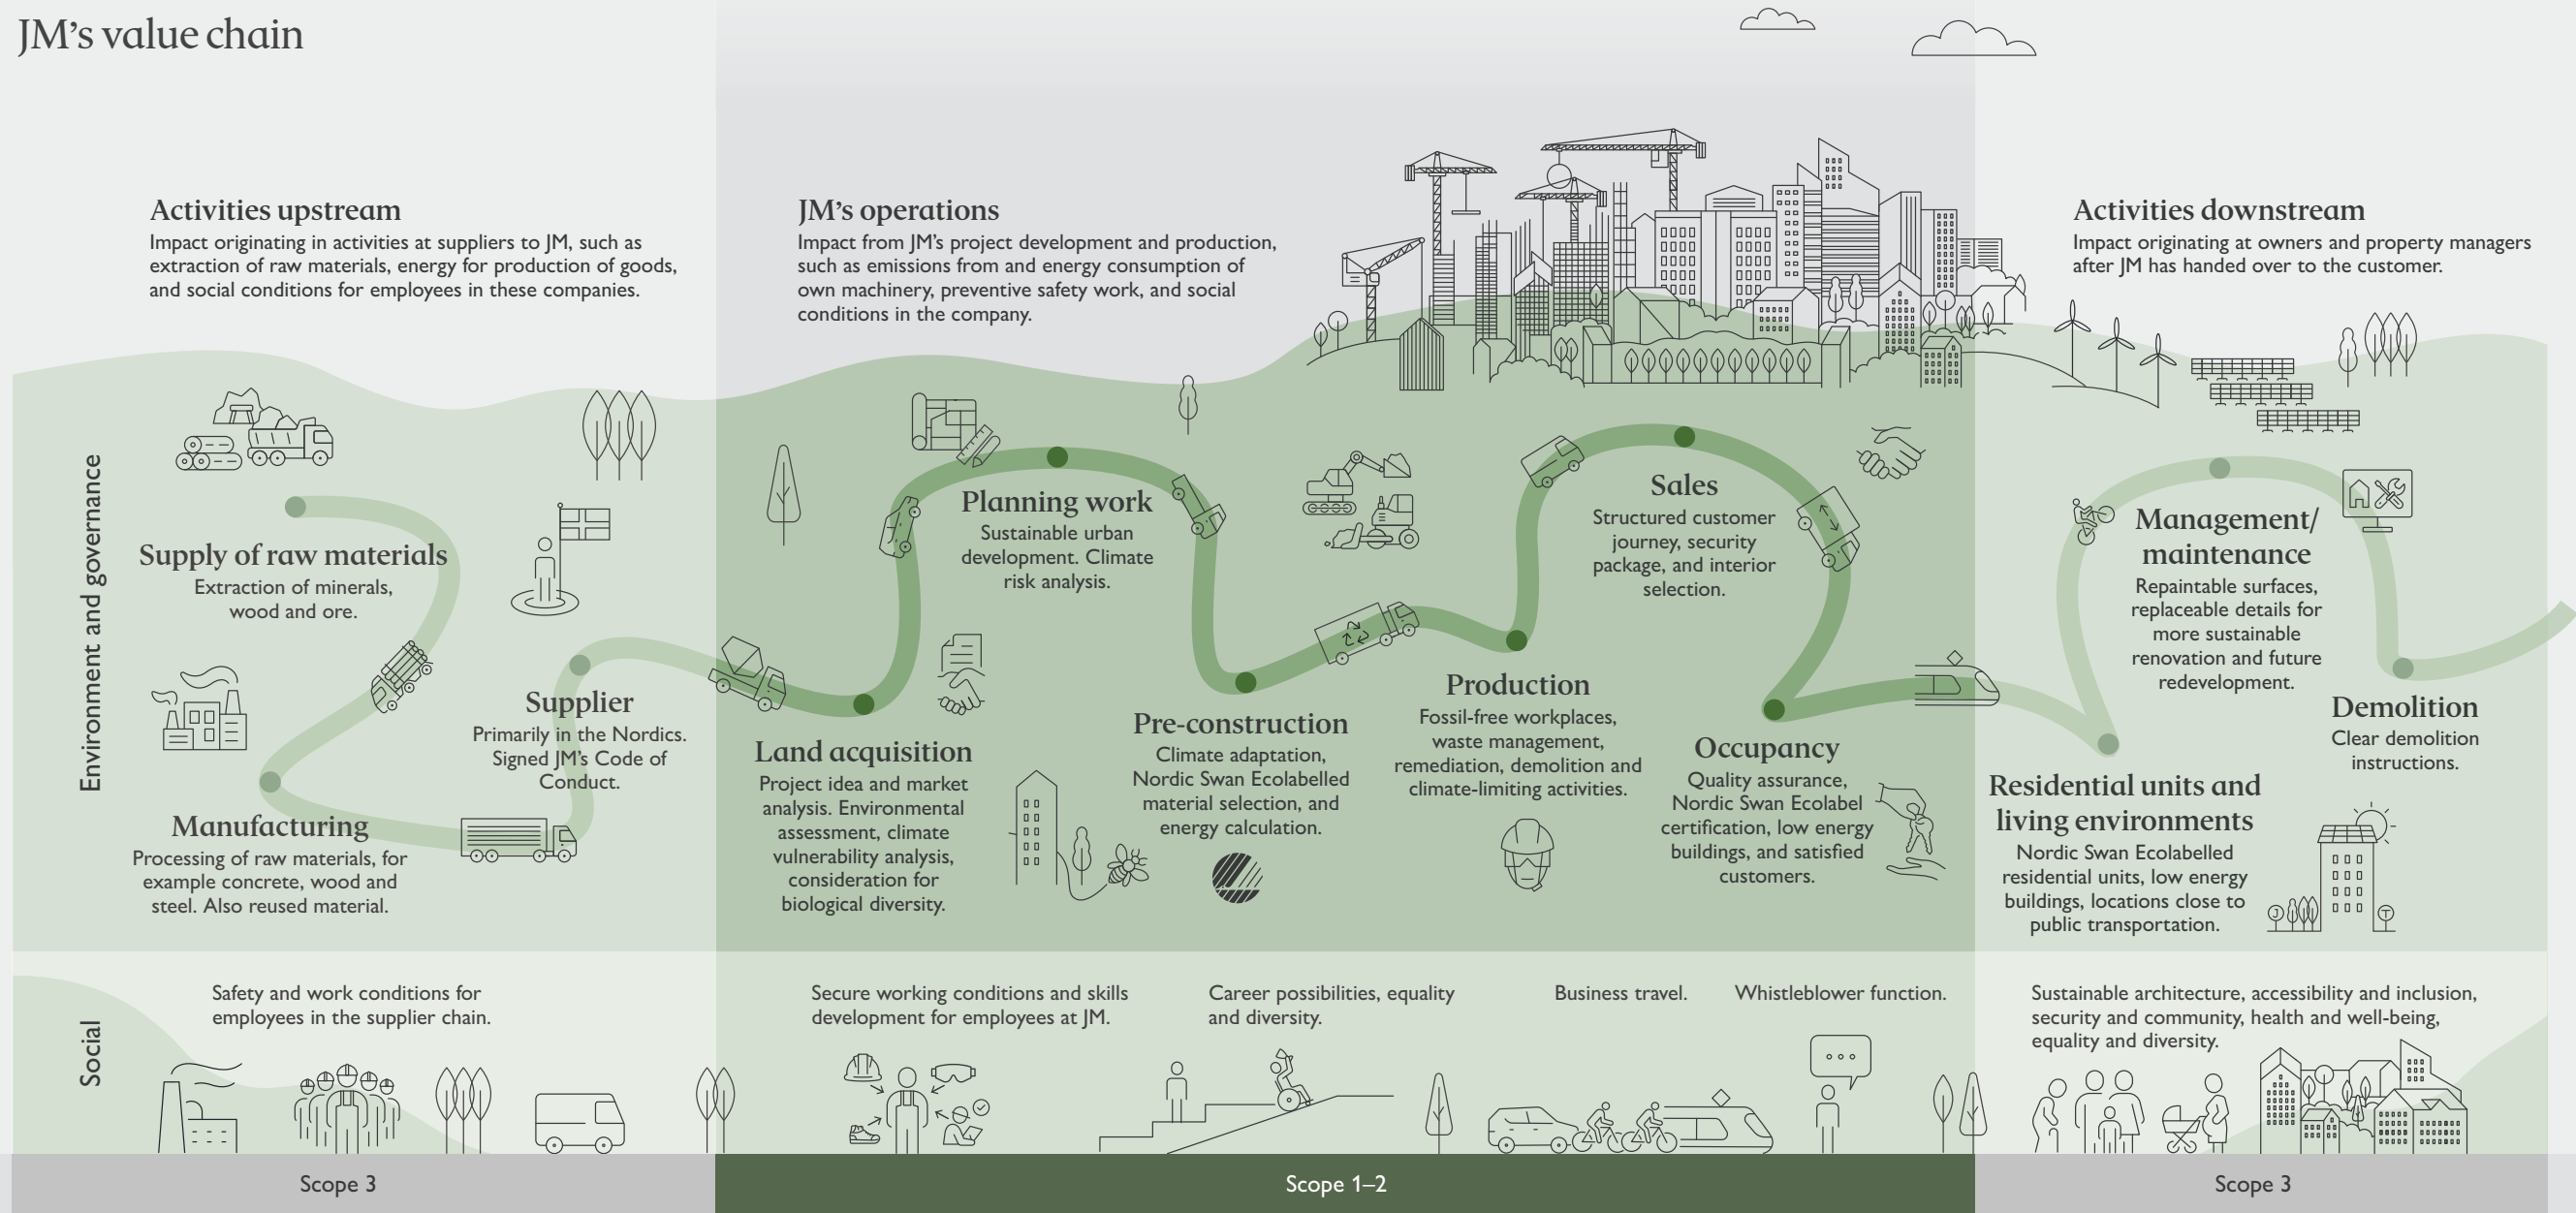 JM's value chain
Activities upstream
Impact originating in activities at suppliers to JM, such as
extraction of raw materials, energy for production of goods,
and social conditions for employees in these companies.
JM's operations
Impact from JM's project development and production,
such as emissions from and energy consumption of
own machinery, preventive safety work, and social
conditions in the company.
Activities downstream
Impact originating at owners and property managers
after JM has handed over to the customer.
Environment and governance
Supply of raw materials
Extraction of minerals,
wood and ore.
Manufacturing
Processing of raw materials, for
example concrete, wood and
steel. Also reused material.
Supplier
Primarily in the Nordics.
Signed JM's Code of
Conduct.
Land acquisition
Project idea and market
analysis. Environmental
assessment, climate
vulnerability analysis,
consideration for
biological diversity.
Planning work
Sustainable urban
development. Climate
risk analysis.
Pre-construction
Climate adaptation,
Nordic Swan Ecolabelled
material selection, and
energy calculation.
Production
Fossil-free workplaces,
waste management,
remediation, demolition and
climate-limiting activities.
Sales
Structured customer
journey, security
package, and interior
selection.
Occupancy
Quality assurance,
Nordic Swan Ecolabel
certification, low energy
buildings, and satisfied
customers.
Residential units and
living environments
Nordic Swan Ecolabelled
residential units, low energy
buildings, locations close to
public transportation.
J
T
Management/
maintenance
Repaintable surfaces,
replaceable details for
more sustainable
renovation and future
redevelopment.
Demolition
Clear demolition
instructions.
Social
Safety and work conditions for
employees in the supplier chain.
Secure working conditions and skills
development for employees at JM.
Career possibilities, equality
and diversity.
Business travel.
Whistleblower function.
Sustainable architecture, accessibility and inclusion,
security and community, health and well-being,
equality and diversity.
Scope 3
Scope 1–2
Scope 3